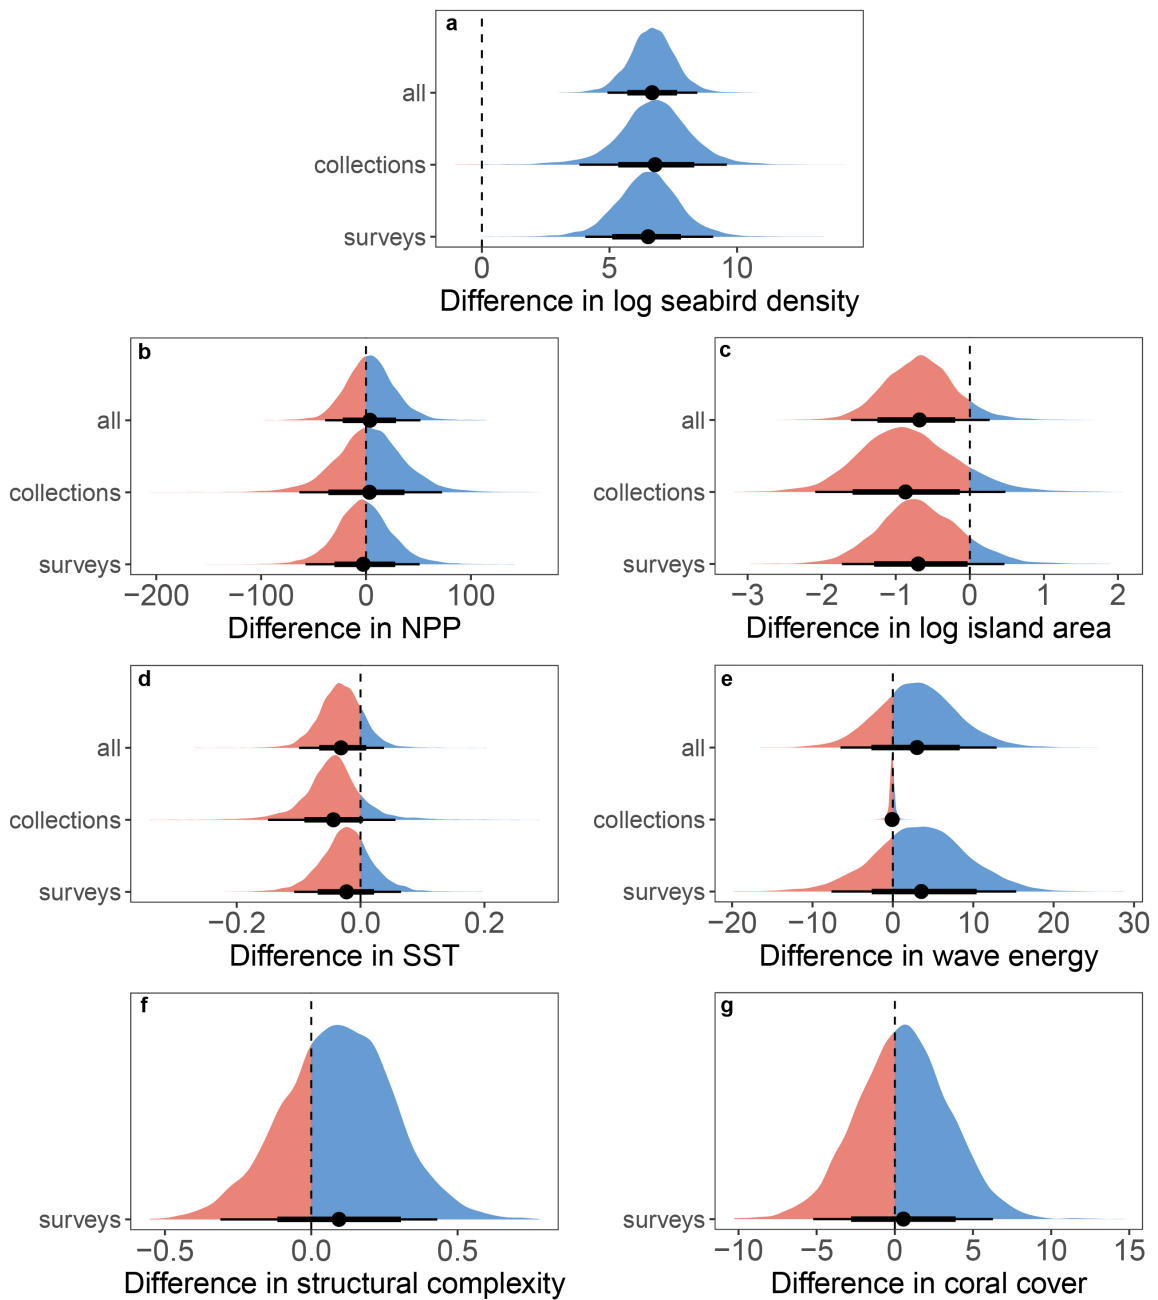 a
all
collections
surveys
0 5 10
Difference in log seabird density
b
all
collections
surveys
−200 −100 0 100
Difference in NPP
c
all
collections
surveys
−3 −2 −1 0 1 2
Difference in log island area
d
all
collections
surveys
−0.2 0.0 0.2
Difference in SST
e
all
collections
surveys
−20 −10 0 10 20 30
Difference in wave energy
f
surveys
−0.5 0.0 0.5
Difference in structural complexity
g
surveys
−10 −5 0 5 10 15
Difference in coral cover